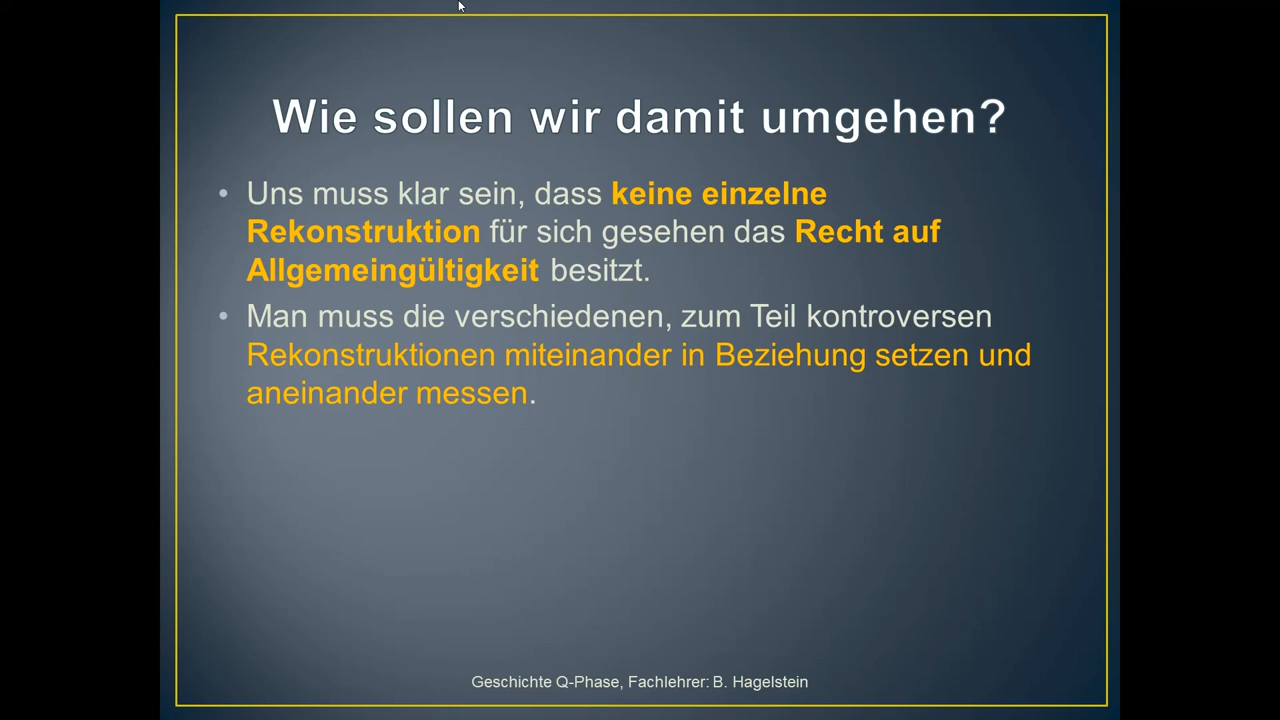 Wie sollen wir damit umgehen?
• Uns muss klar sein, dass keine einzelne
Rekonstruktion für sich gesehen das Recht auf
Allgemeingültigkeit besitzt.
• Man muss die verschiedenen, zum Teil kontroversen
Rekonstruktionen miteinander in Beziehung setzen und
aneinander messen.
Geschichte Q-Phase, Fachlehrer: B. Hagelstein